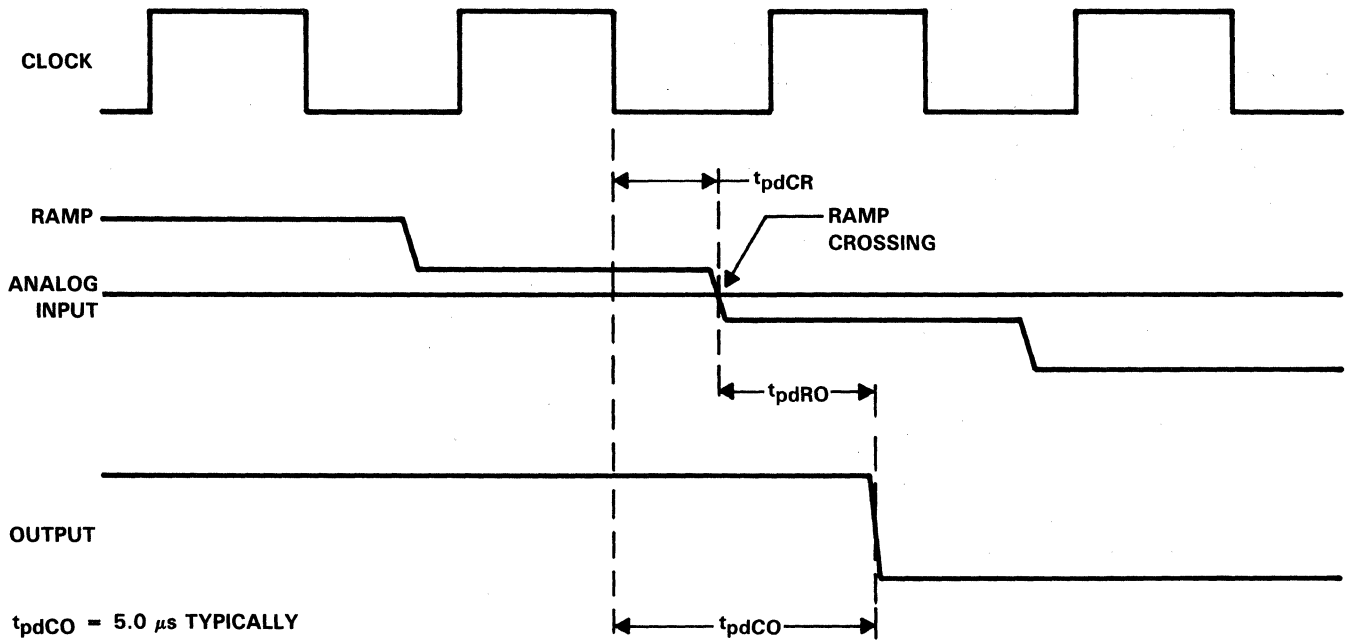 CLOCK
tpdCR
RAMP
RAMP
CROSSING
ANALOG
INPUT
tpdRO
OUTPUT
tpdCO = 5.0 μs TYPICALLY
tpdCO